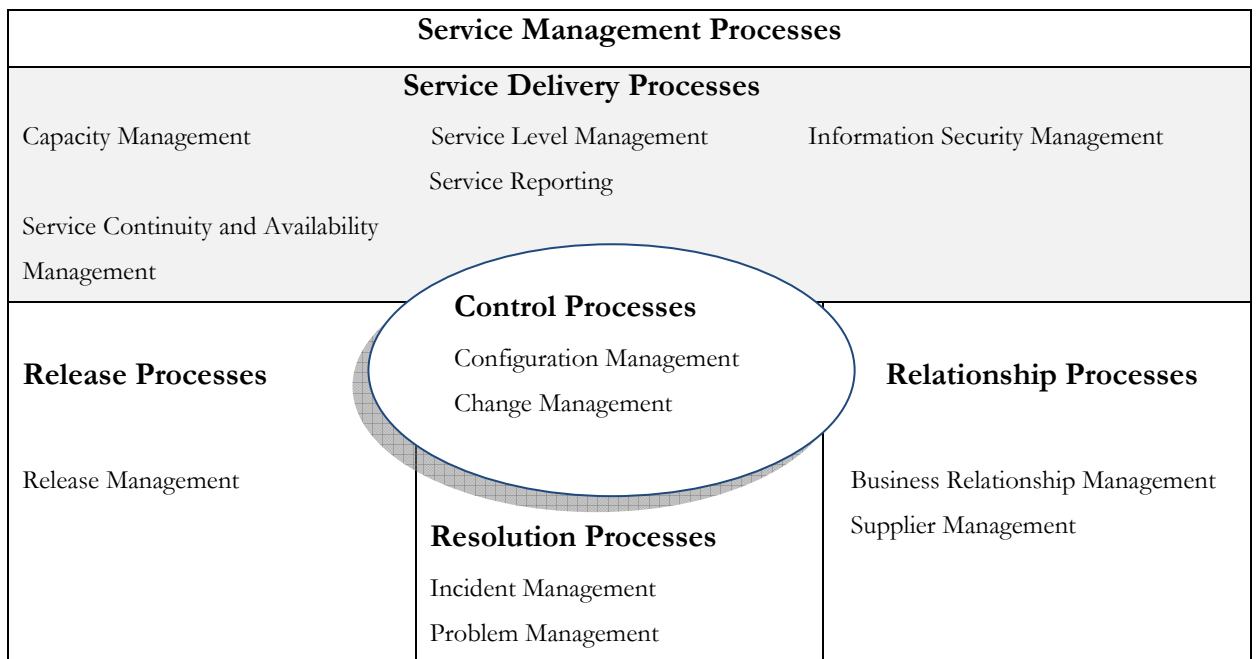 Service Management Processes
Service Delivery Processes
Capacity Management
Service Level Management
Information Security Management
Service Reporting
Service Continuity and Availability
Management
Control Processes
Configuration Management
Change Management
Release Processes
Release Management
Relationship Processes
Business Relationship Management
Supplier Management
Resolution Processes
Incident Management
Problem Management